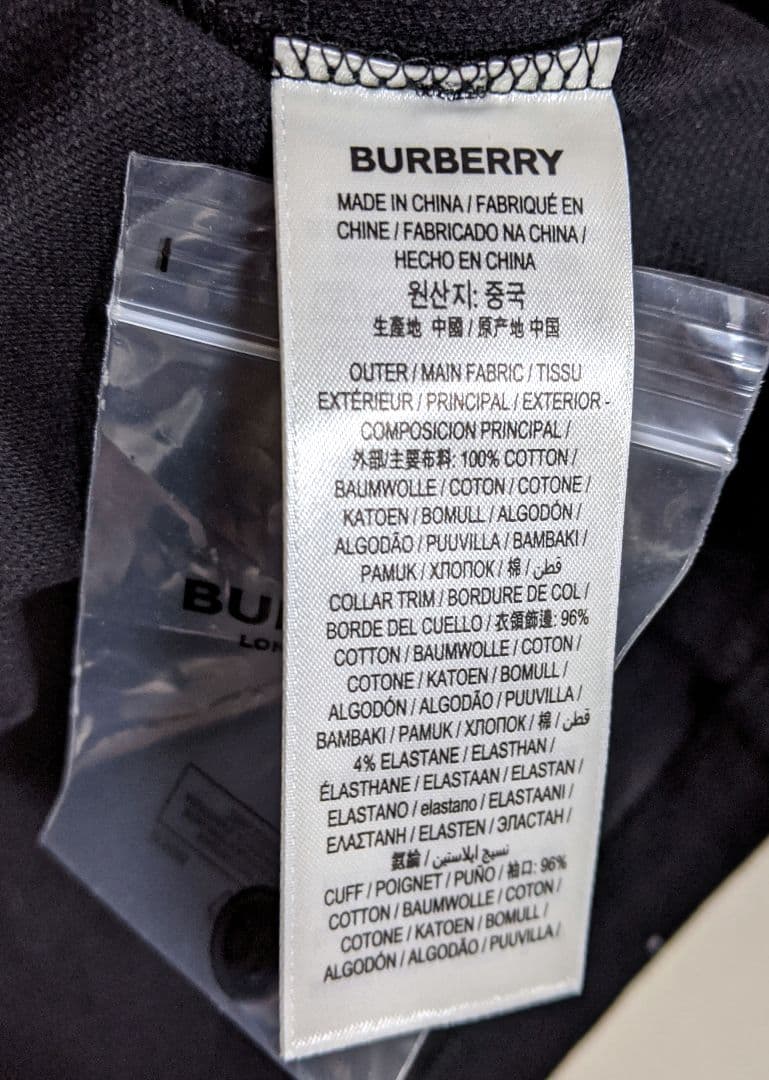 BURBERRY
MADE IN CHINA / FABRIQUÉ EN
CHINE / FABRICADO NA CHINA /
HECHO EN CHINA
원산지: 중국
生產地 中國 / 原产地 中国
OUTER / MAIN FABRIC / TISSU
EXTÉRIEUR / PRINCIPAL / EXTERIOR -
COMPOSICION PRINCIPAL /
外部/主要布料: 100% COTTON /
BAUMWOLLE / COTON / COTONE /
KATOEN / BOMULL / ALGODÓN /
ALGODÃO / PUUVILLA / BAMBAKI /
PAMUK / ХЛОПОК / 棉 / قطن
COLLAR TRIM / BORDURE DE COL /
BORDE DEL CUELLO / 衣領飾邊: 96%
COTTON / BAUMWOLLE / COTON /
COTONE / KATOEN / BOMULL /
ALGODÓN / ALGODÃO / PUUVILLA /
BAMBAKI / PAMUK / ХЛОПОК / 棉 / قطن
4% ELASTANE / ELASTHAN /
ÉLASTHANE / ELASTAAN / ELASTAN /
ELASTANO / elastano / ELASTAANI /
ΕΛΑΣΤΑΝΗ / ELASTEN / ЭЛАСТАН /
氨綸 / نسيج ايلاستين
CUFF / POIGNET / PUÑO / 袖口: 96%
COTTON / BAUMWOLLE / COTON /
COTONE / KATOEN / BOMULL /
ALGODÓN / ALGODÃO / PUUVILLA /
BU
LON